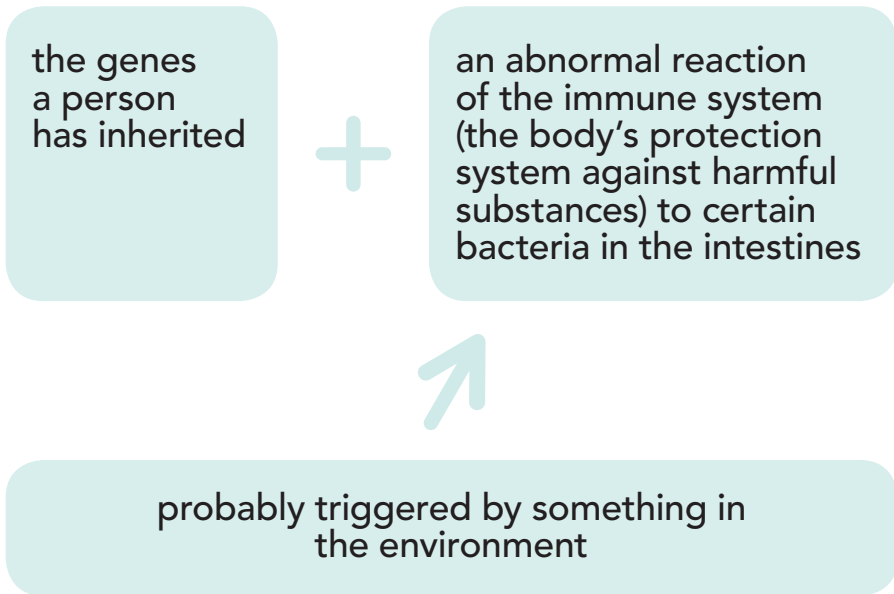 the genes
a person
has inherited
+
an abnormal reaction
of the immune system
(the body’s protection
system against harmful
substances) to certain
bacteria in the intestines
probably triggered by something in
the environment